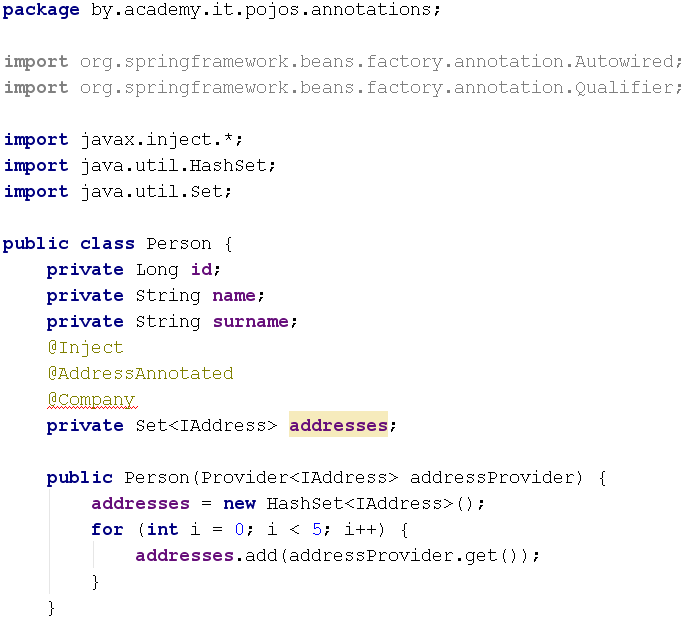 package by.academy.it.pojos.annotations;
import org.springframework.beans.factory.annotation.Autowired;
import org.springframework.beans.factory.annotation.Qualifier;
import javax.inject.*;
import java.util.HashSet;
import java.util.Set;
public class Person {
    private Long id;
    private String name;
    private String surname;
    @Inject
    @AddressAnnotated
    @Company
    private Set<IAddress> addresses;
    public Person(Provider<IAddress> addressProvider) {
        addresses = new HashSet<IAddress>();
        for (int i = 0; i < 5; i++) {
            addresses.add(addressProvider.get());
        }
    }